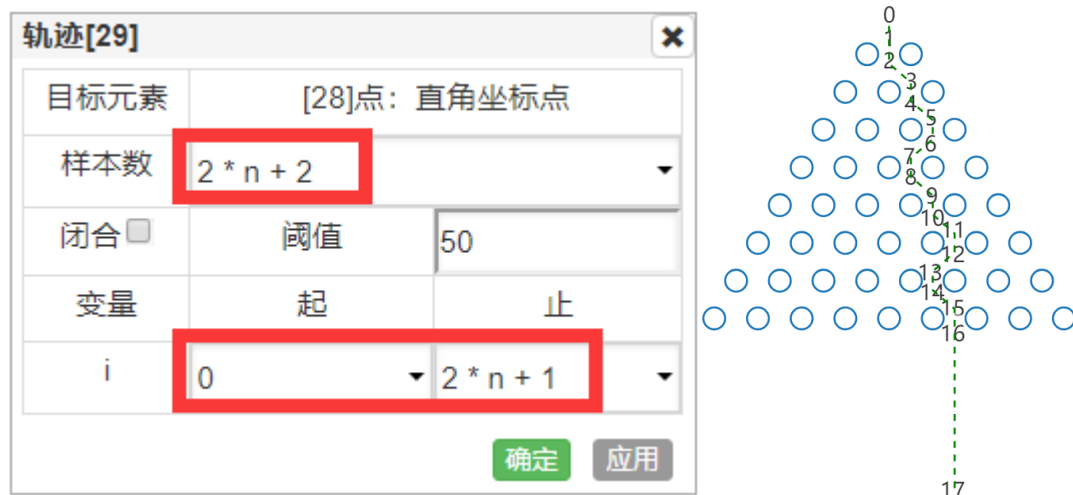 轨迹[29]
目标元素 [28]点：直角坐标点
样本数 2 * n + 2
闭合 阈值 50
变量 起 止
i 0 2 * n + 1
确定 应用
0
1
2
3
4
5
6
7
8
9
10
11
12
13
14
15
16
17